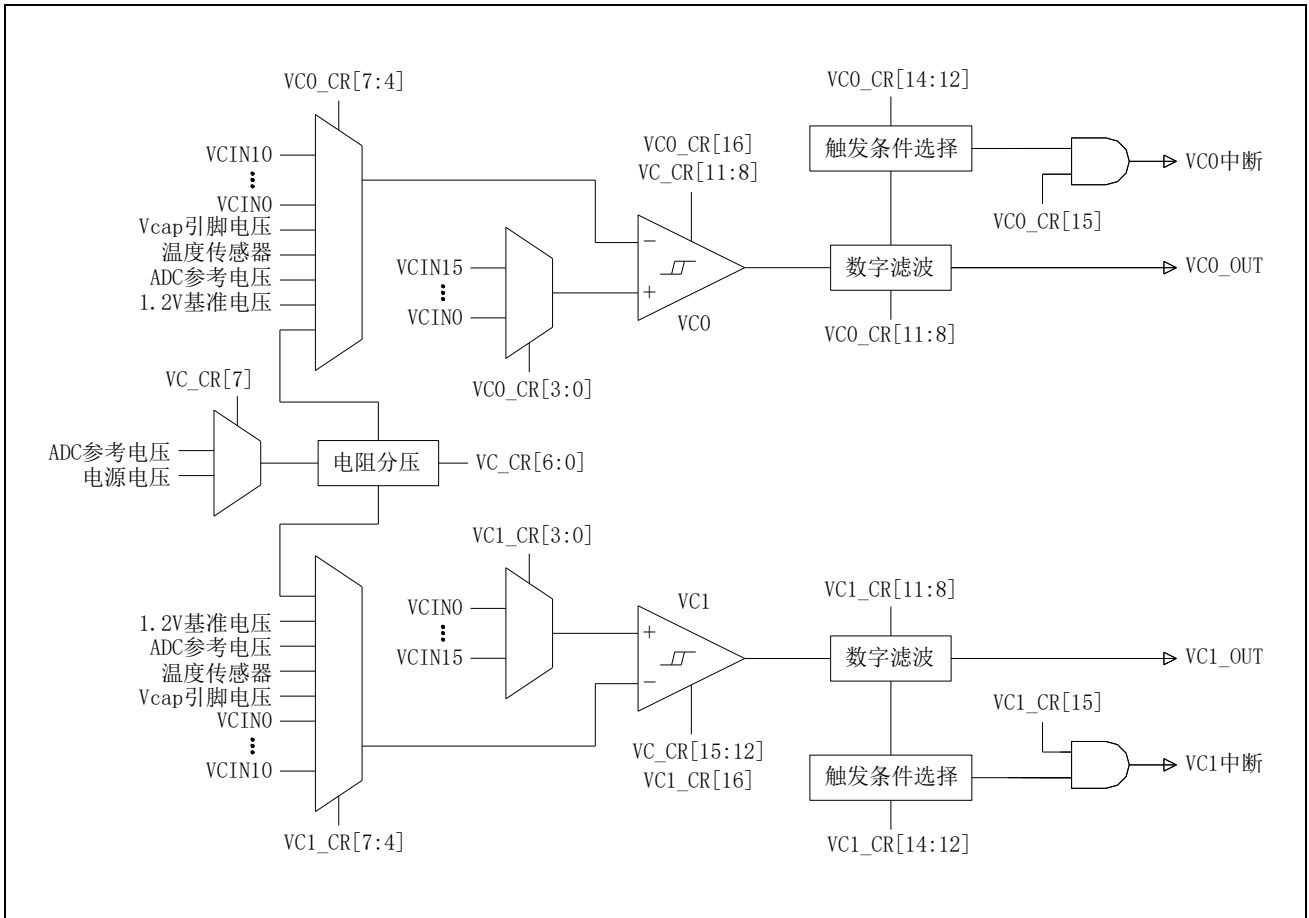 VC0_CR[7:4]
VCIN10
VCIN0
Vcap引脚电压
温度传感器
ADC参考电压
1.2V基准电压
VCIN15
VCIN0
VC0_CR[3:0]
VC0_CR[16]
VC_CR[11:8]
VC0
VC0_CR[14:12]
触发条件选择
VC0_CR[15]
VC0中断
数字滤波
VC0_OUT
VC0_CR[11:8]
VC_CR[7]
ADC参考电压
电源电压
电阻分压
VC_CR[6:0]
VC1_CR[3:0]
VCIN0
VCIN15
1.2V基准电压
ADC参考电压
温度传感器
Vcap引脚电压
VCIN0
VCIN10
VC1_CR[7:4]
VC1
VC_CR[15:12]
VC1_CR[16]
VC1_CR[11:8]
数字滤波
VC1_OUT
VC1_CR[15]
触发条件选择
VC1中断
VC1_CR[14:12]